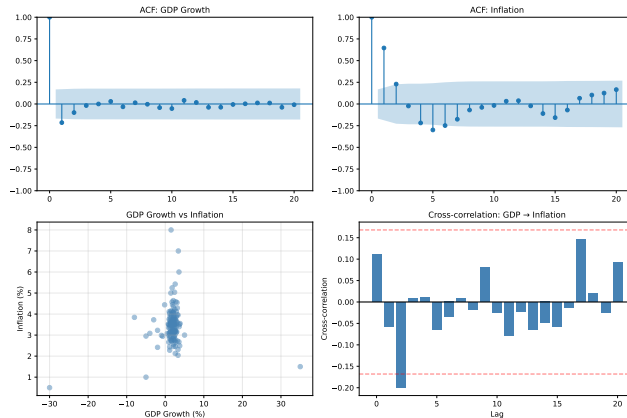 ACF: GDP Growth
1.00
0.75
0.50
0.25
0.00
−0.25
−0.50
−0.75
−1.00
0 5 10 15 20
ACF: Inflation
1.00
0.75
0.50
0.25
0.00
−0.25
−0.50
−0.75
−1.00
0 5 10 15 20
GDP Growth vs Inflation
Inflation (%)
8
7
6
5
4
3
2
1
−30 −20 −10 0 10 20 30
GDP Growth (%)
Cross-correlation: GDP → Inflation
Cross-correlation
0.15
0.10
0.05
0.00
−0.05
−0.10
−0.15
−0.20
0 5 10 15 20
Lag